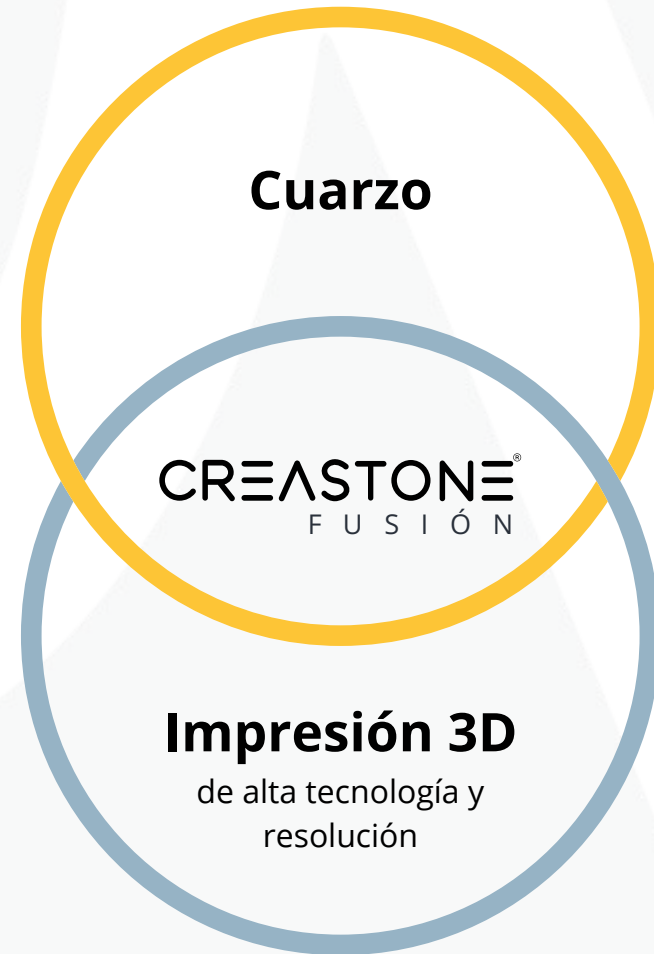 Cuarzo
CREASTONE®
FUSIÓN
Impresión 3D
de alta tecnología y
resolución